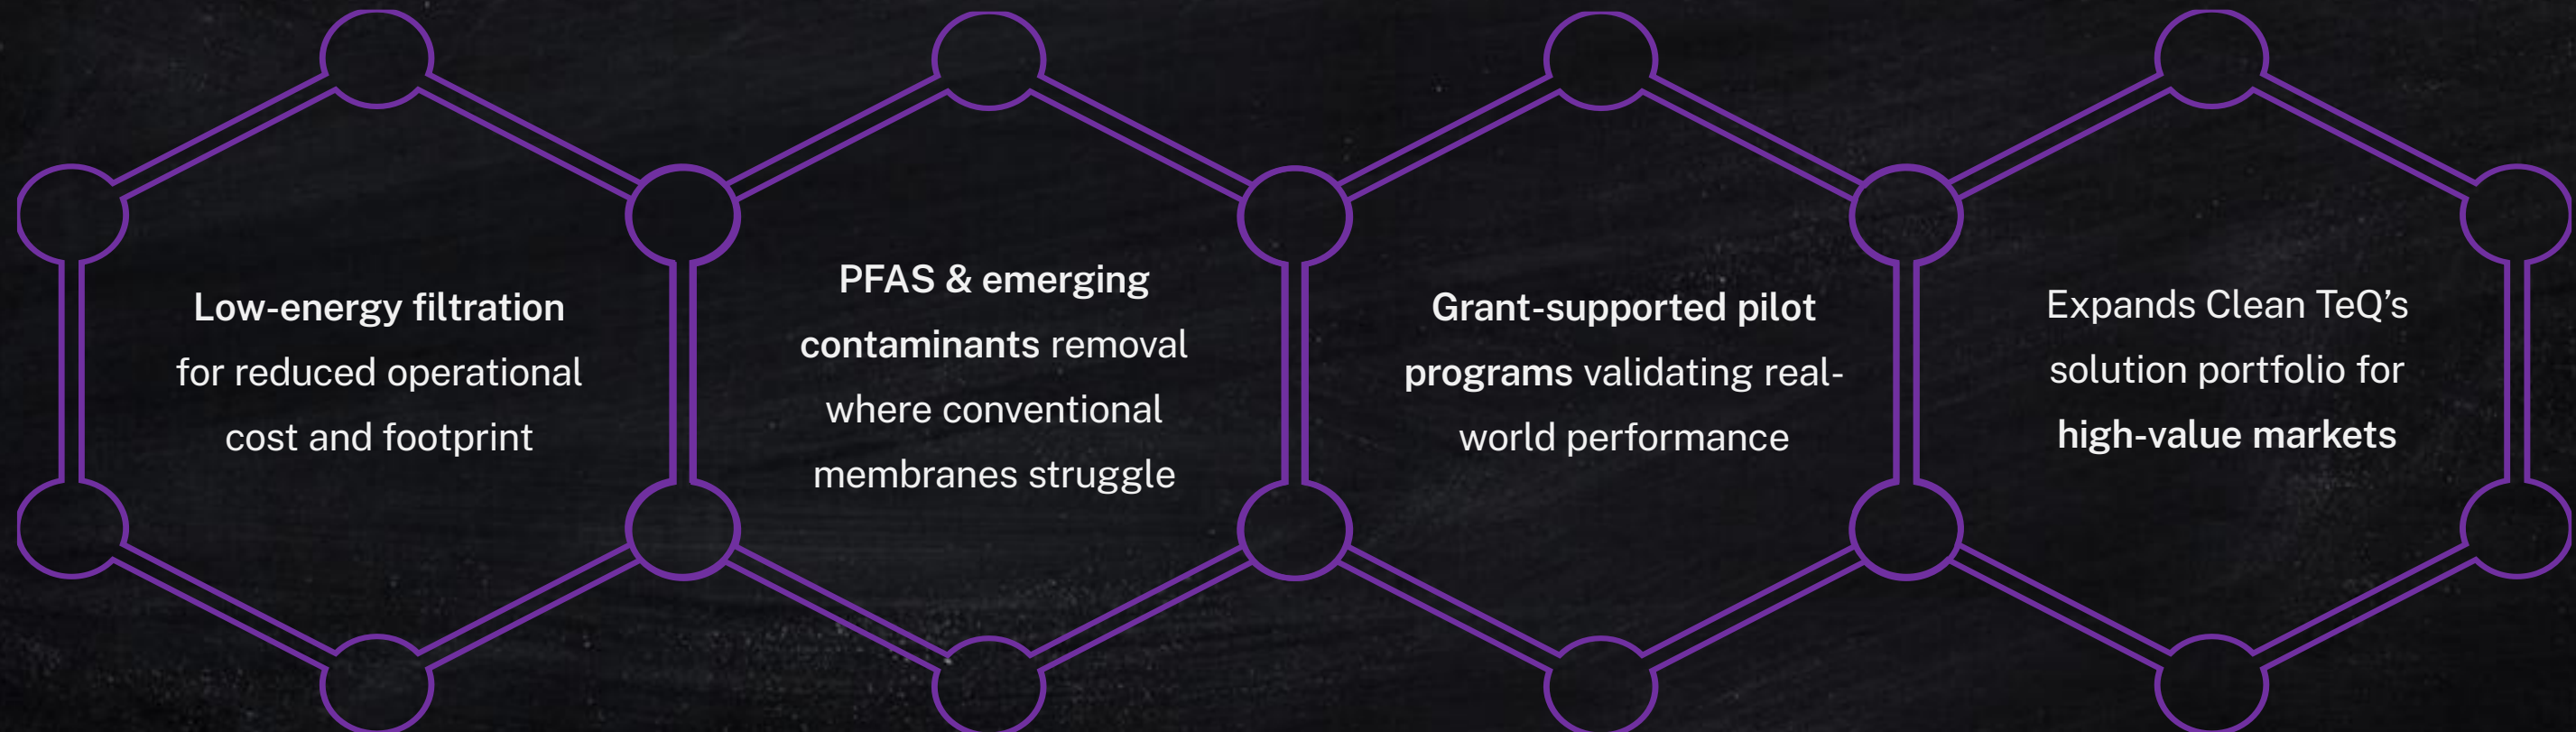 Low-energy filtration
for reduced operational
cost and footprint
PFAS & emerging
contaminants removal
where conventional
membranes struggle
Grant-supported pilot
programs validating real-
world performance
Expands Clean TeQ’s
solution portfolio for
high-value markets